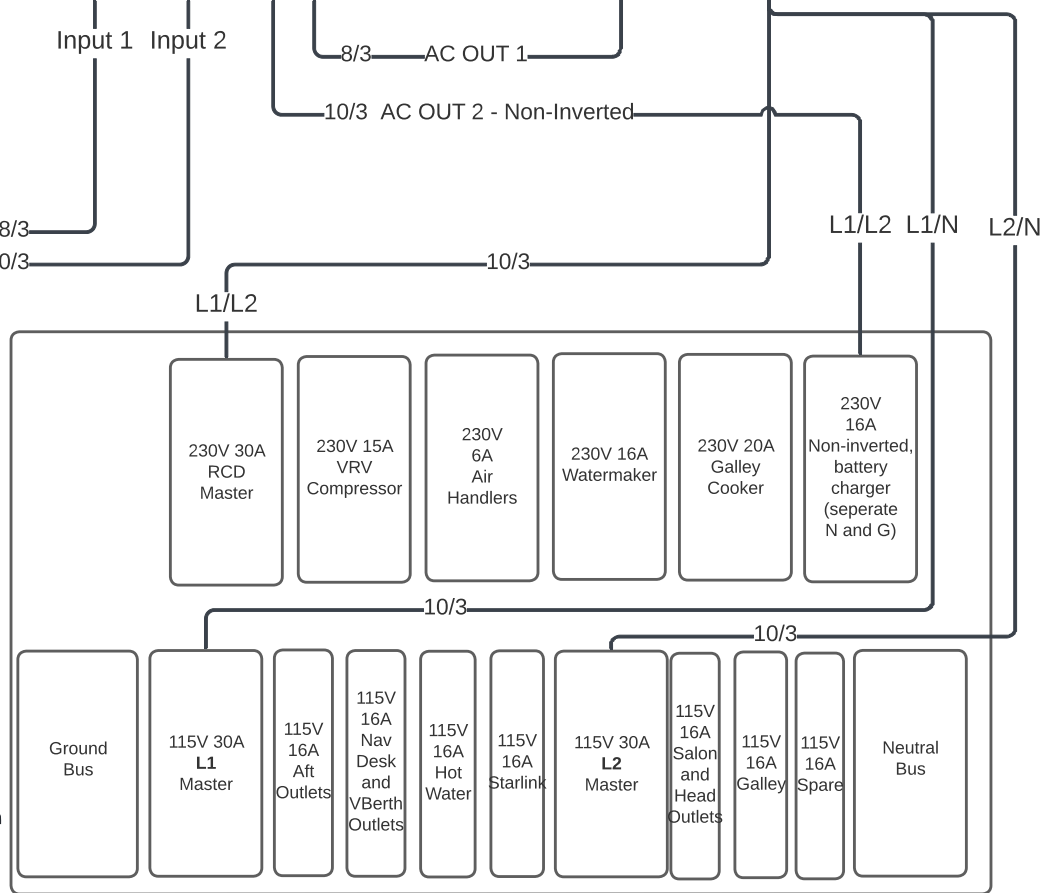 Input 1 Input 2
8/3 AC OUT 1
10/3 AC OUT 2 - Non-Inverted
8/3
0/3
L1/L2 L1/N L2/N
10/3
L1/L2
230V 30A
RCD
Master
230V 15A
VRV
Compressor
230V
6A
Air
Handlers
230V 16A
Watermaker
230V 20A
Galley
Cooker
230V
16A
Non-inverted,
battery
charger
(seperate
N and G)
10/3
10/3
Ground
Bus
115V 30A
L1
Master
115V
16A
Aft
Outlets
115V
16A
Nav
Desk
and
VBerth
Outlets
115V
16A
Hot
Water
115V
16A
Starlink
115V 30A
L2
Master
115V
16A
Salon
and
Head
Outlets
115V
16A
Galley
115V
16A
Spare
Neutral
Bus